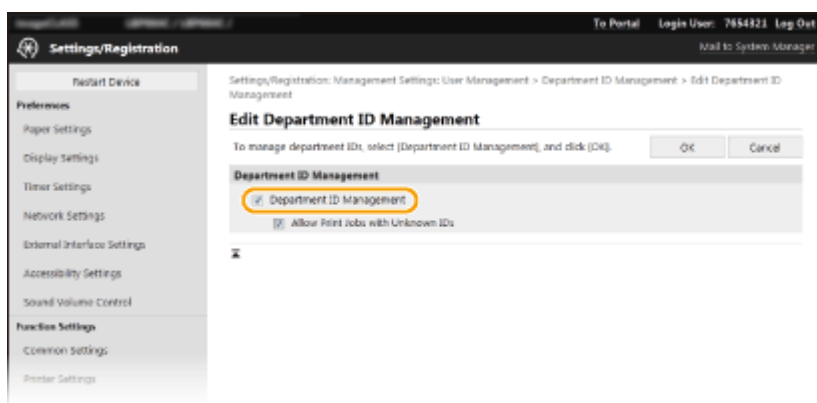 To Portal Login User: 7654321 Log Out
Settings/Registration
Mail to System Manager
Restart Device
Preferences
Paper Settings
Display Settings
Timer Settings
Network Settings
External Interface Settings
Accessibility Settings
Sound Volume Control
Function Settings
Common Settings
Printer Settings
Settings/Registration: Management Settings: User Management > Department ID Management > Edit Department ID
Management
Edit Department ID Management
To manage department IDs, select [Department ID Management], and click [OK].
OK Cancel
Department ID Management
Department ID Management
Allow Print Jobs with Unknown IDs